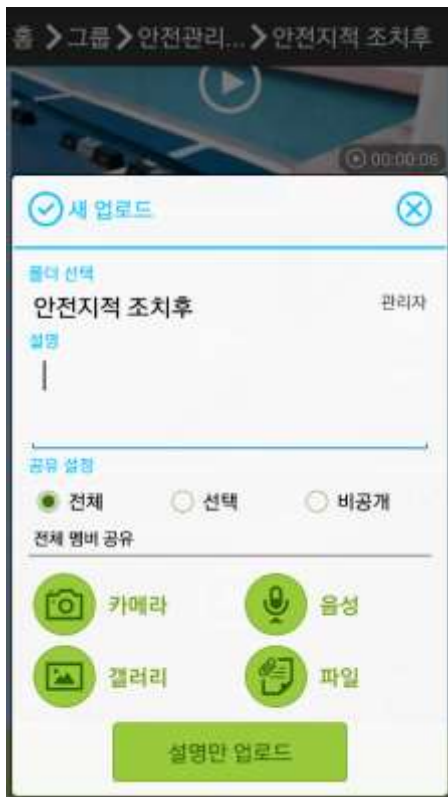 홈 > 그룹 > 안전관리... > 안전지적 조치후
00:00:06
새 업로드
폴더 선택
안전지적 조치후 관리자
설명
공유 설정
전체 선택 비공개
전체 멤버 공유
카메라 음성
갤러리 파일
설명만 업로드